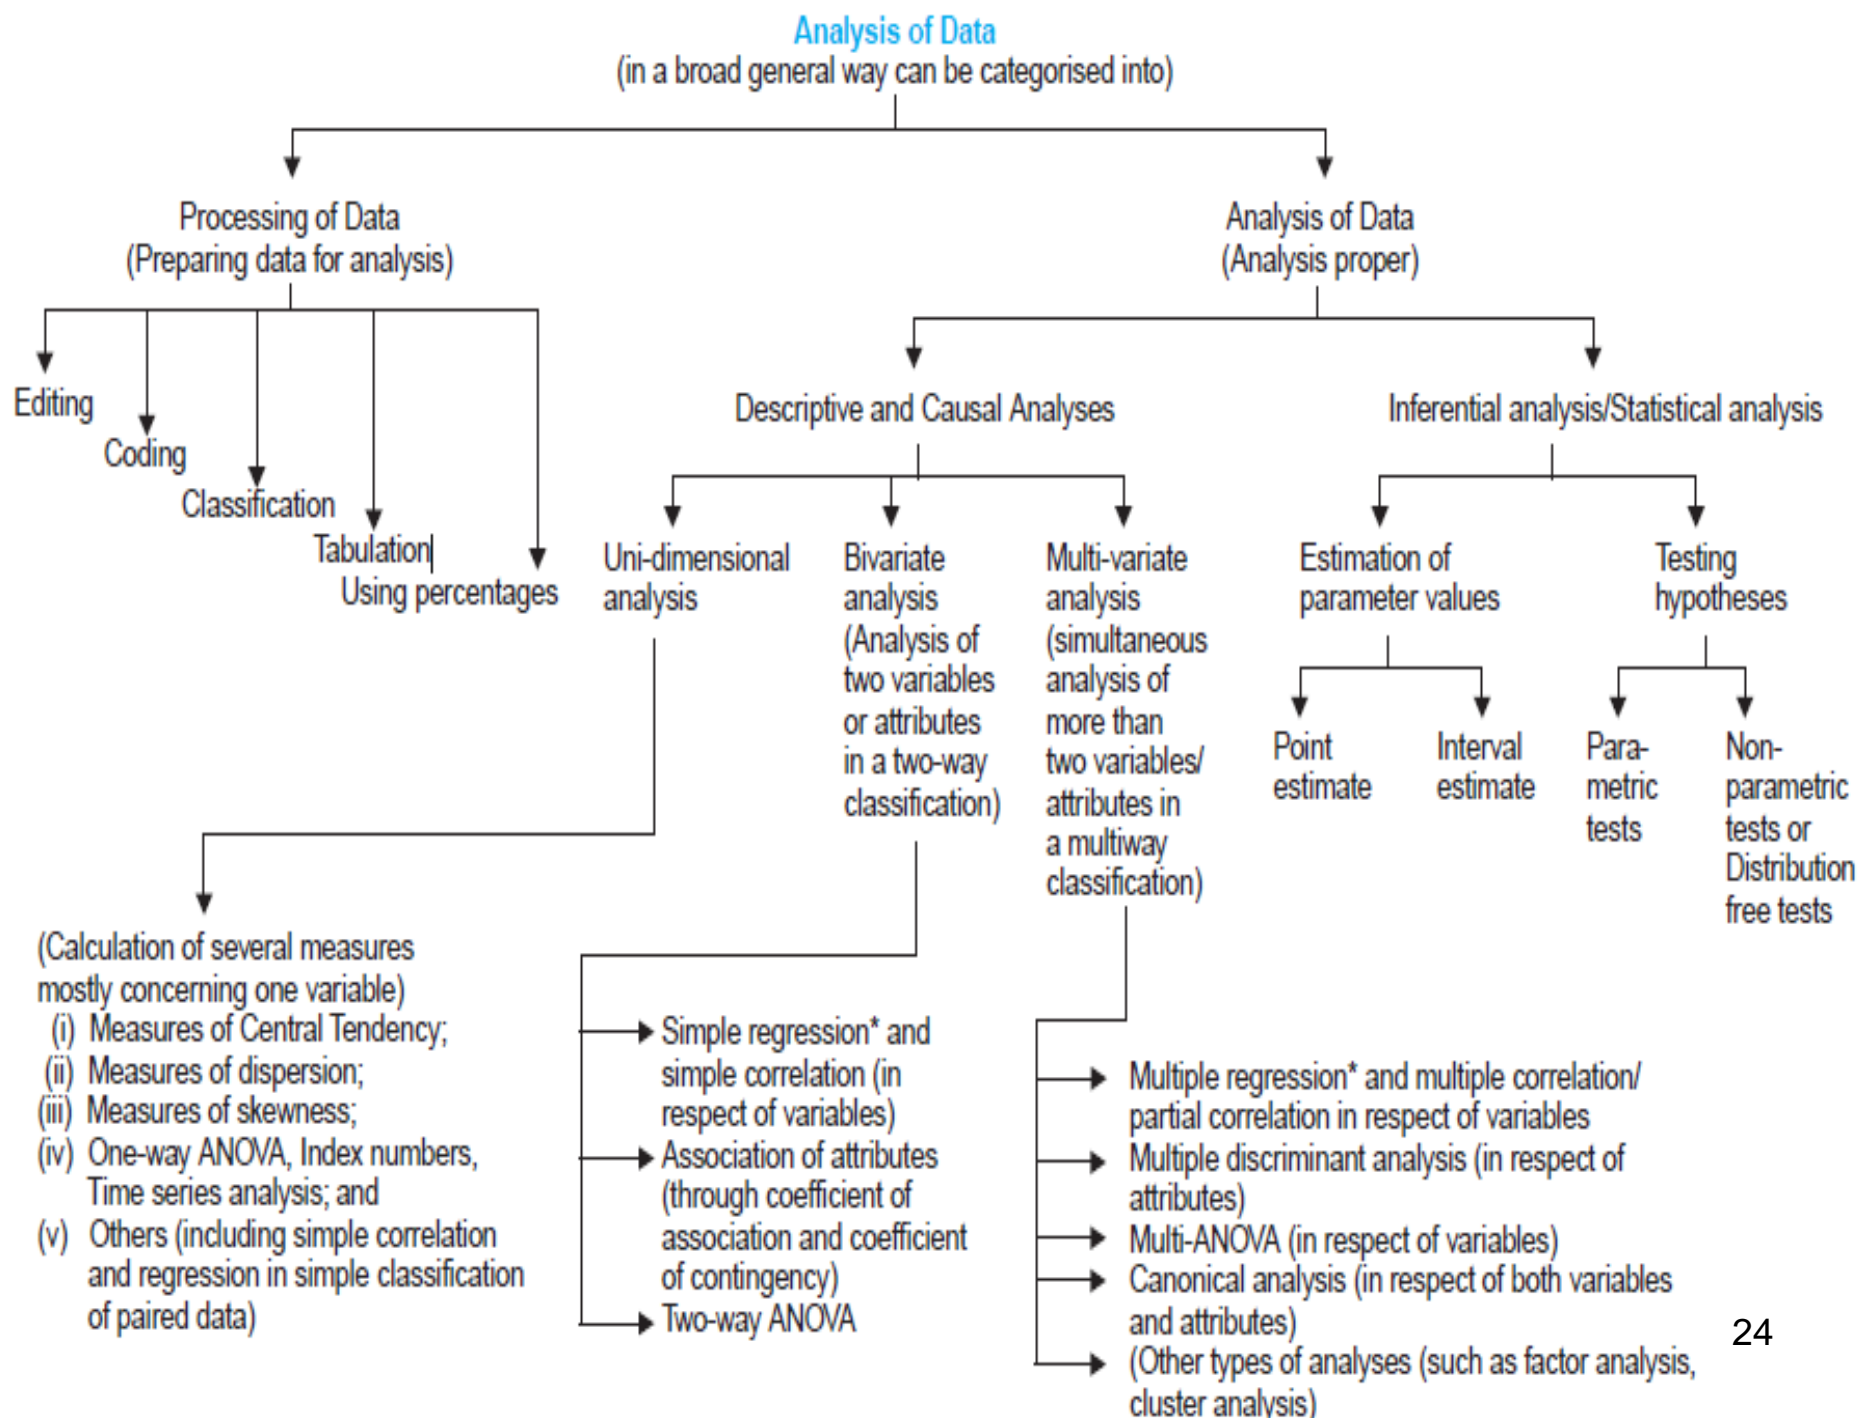 Analysis of Data
(in a broad general way can be categorised into)
Processing of Data
(Preparing data for analysis)
Analysis of Data
(Analysis proper)
Editing
Coding
Classification
Tabulation
Using percentages
Descriptive and Causal Analyses
Inferential analysis/Statistical analysis
Uni-dimensional
analysis
Bivariate
analysis
(Analysis of
two variables
or attributes
in a two-way
classification)
Multi-variate
analysis
(simultaneous
analysis of
more than
two variables/
attributes in
a multiway
classification)
Estimation of
parameter values
Testing
hypotheses
Point
estimate
Interval
estimate
Para-
metric
tests
Non-
parametric
tests or
Distribution
free tests
(Calculation of several measures
mostly concerning one variable)
(i) Measures of Central Tendency;
(ii) Measures of dispersion;
(iii) Measures of skewness;
(iv) One-way ANOVA, Index numbers,
Time series analysis; and
(v) Others (including simple correlation
and regression in simple classification
of paired data)
Simple regression* and
simple correlation (in
respect of variables)
Association of attributes
(through coefficient of
association and coefficient
of contingency)
Two-way ANOVA
Multiple regression* and multiple correlation/
partial correlation in respect of variables
Multiple discriminant analysis (in respect of
attributes)
Multi-ANOVA (in respect of variables)
Canonical analysis (in respect of both variables
and attributes)
(Other types of analyses (such as factor analysis,
cluster analysis)
24